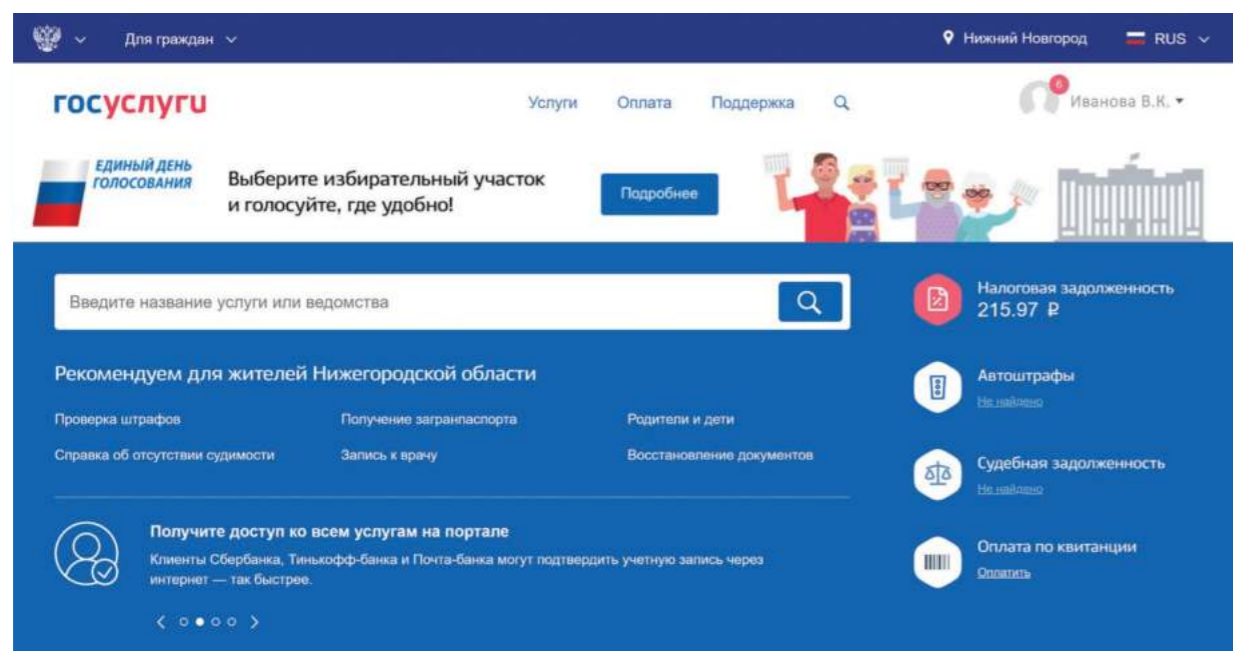 Для граждан
Нижний Новгород
RUS
госуслуги
Услуги
Оплата
Поддержка
6
Иванова В.К.
ЕДИНЫЙ ДЕНЬ
ГОЛОСОВАНИЯ
Выберите избирательный участок
и голосуйте, где удобно!
Подробнее
Введите название услуги или ведомства
Налоговая задолженность
215.97 ₽
Рекомендуем для жителей Нижегородской области
Проверка штрафов
Получение загранпаспорта
Родители и дети
Справка об отсутствии судимости
Запись к врачу
Восстановление документов
Автоштрафы
Не найдено
Судебная задолженность
Не найдено
Получите доступ ко всем услугам на портале
Клиенты Сбербанка, Тинькофф-банка и Почта-банка могут подтвердить учетную запись через
интернет — так быстрее.
Оплата по квитанции
Оплатить